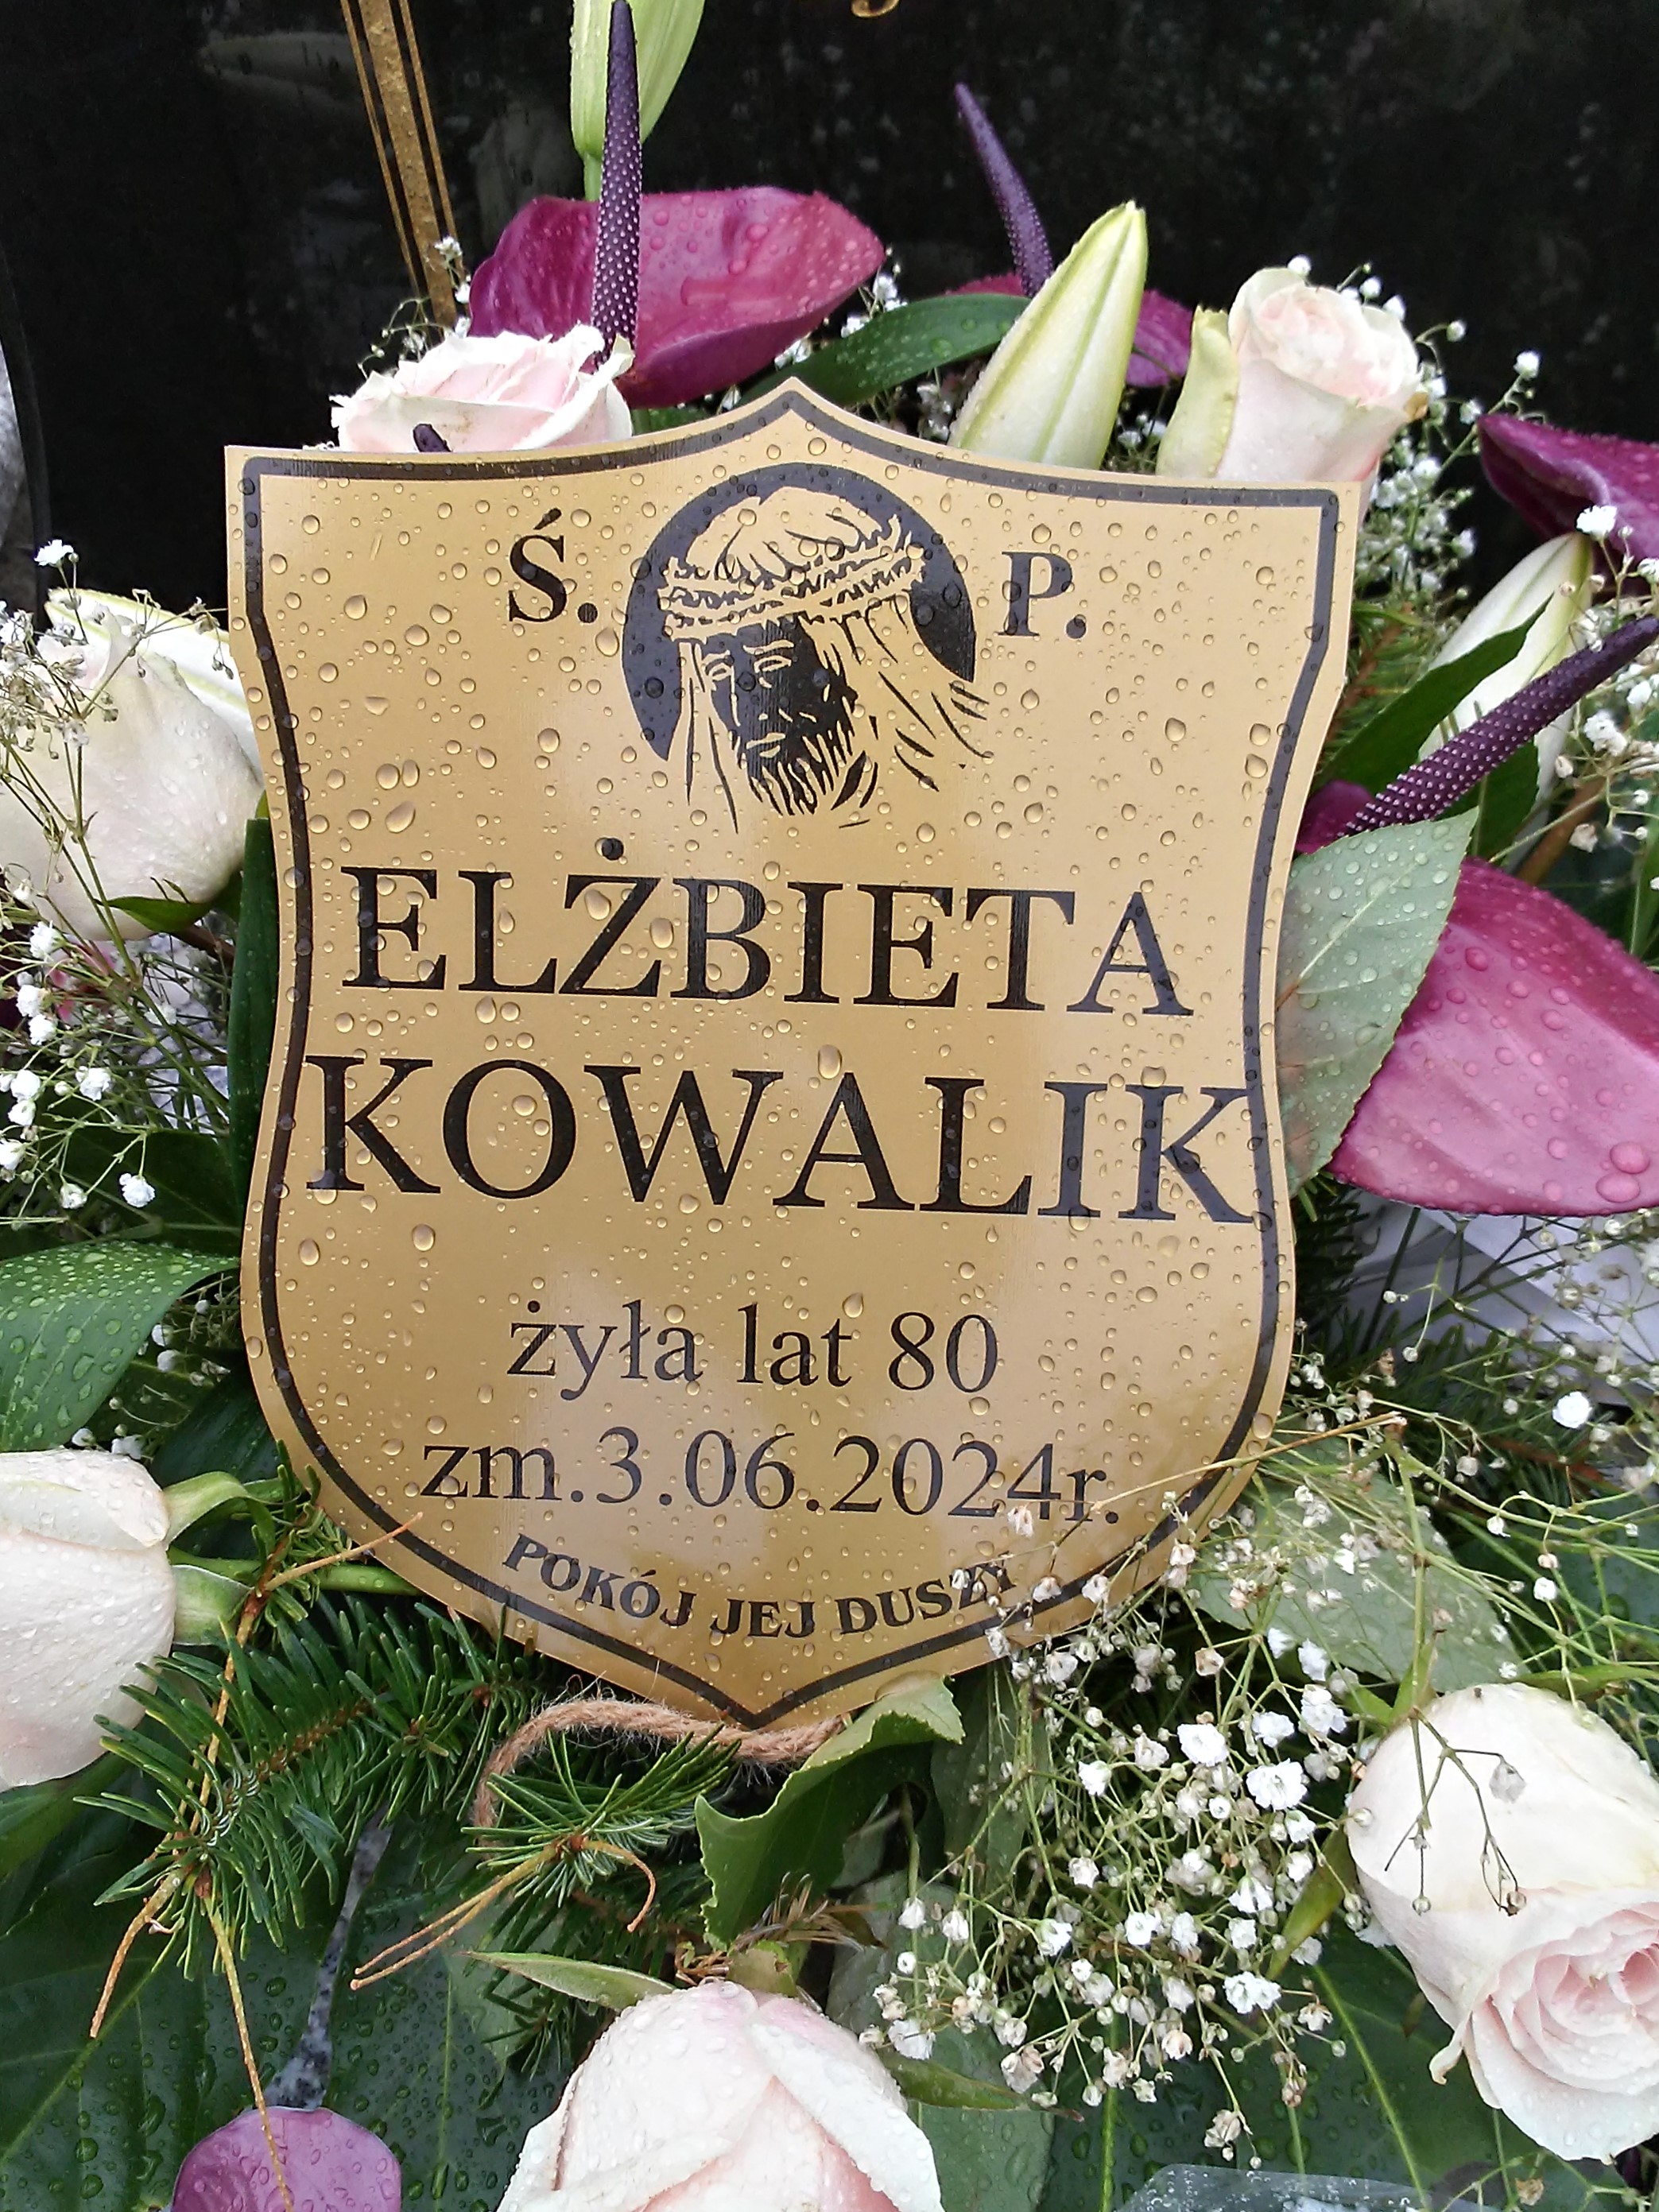 Ś. P.
ELŻBIETA
KOWALIK
żyła lat 80
zm.3.06.2024r.
POKÓJ JEJ DUSZY